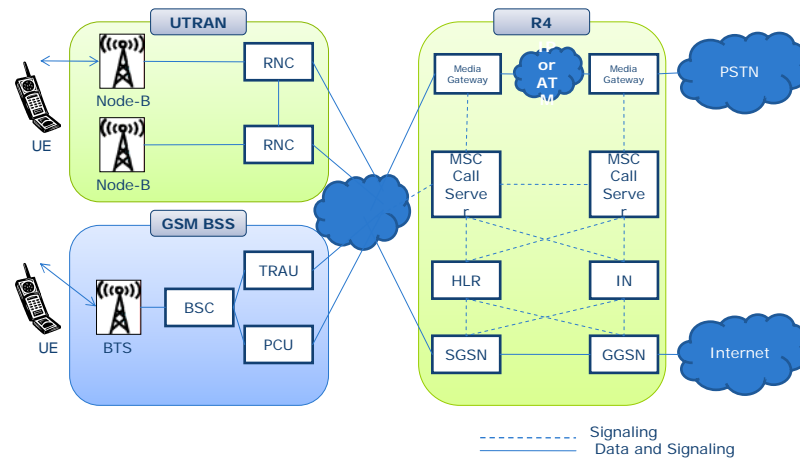 UTRAN
R4
RNC
Node-B
UE
RNC
Node-B
Media
Gateway
or
AT
M
Media
Gateway
PSTN
MSC
Call
Serve
r
MSC
Call
Serve
r
GSM BSS
TRAU
BSC
BTS
UE
PCU
HLR
IN
SGSN
GGSN
Internet
Signaling
Data and Signaling